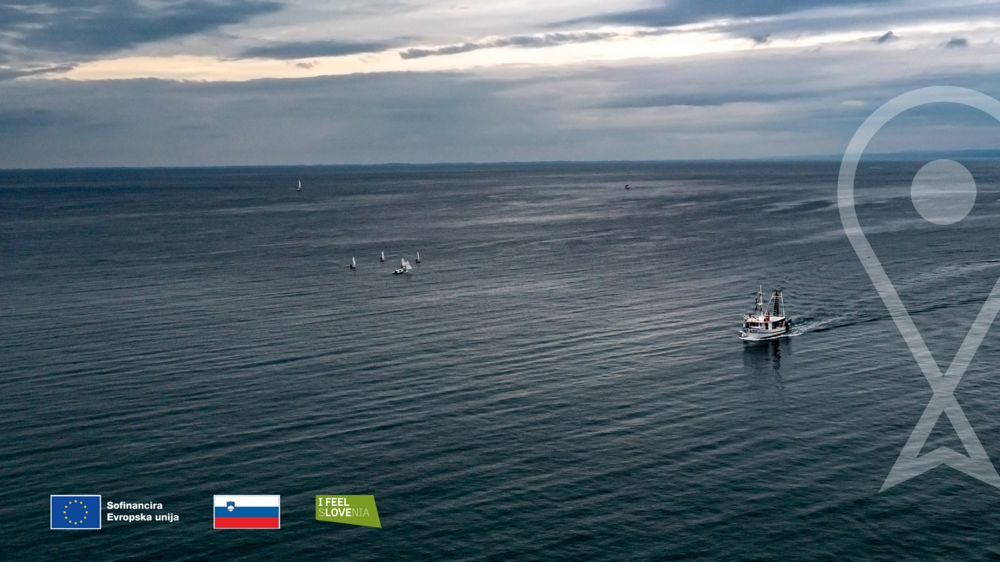 Sofinancira
Evropska unija
I FEEL
SLOVENIA